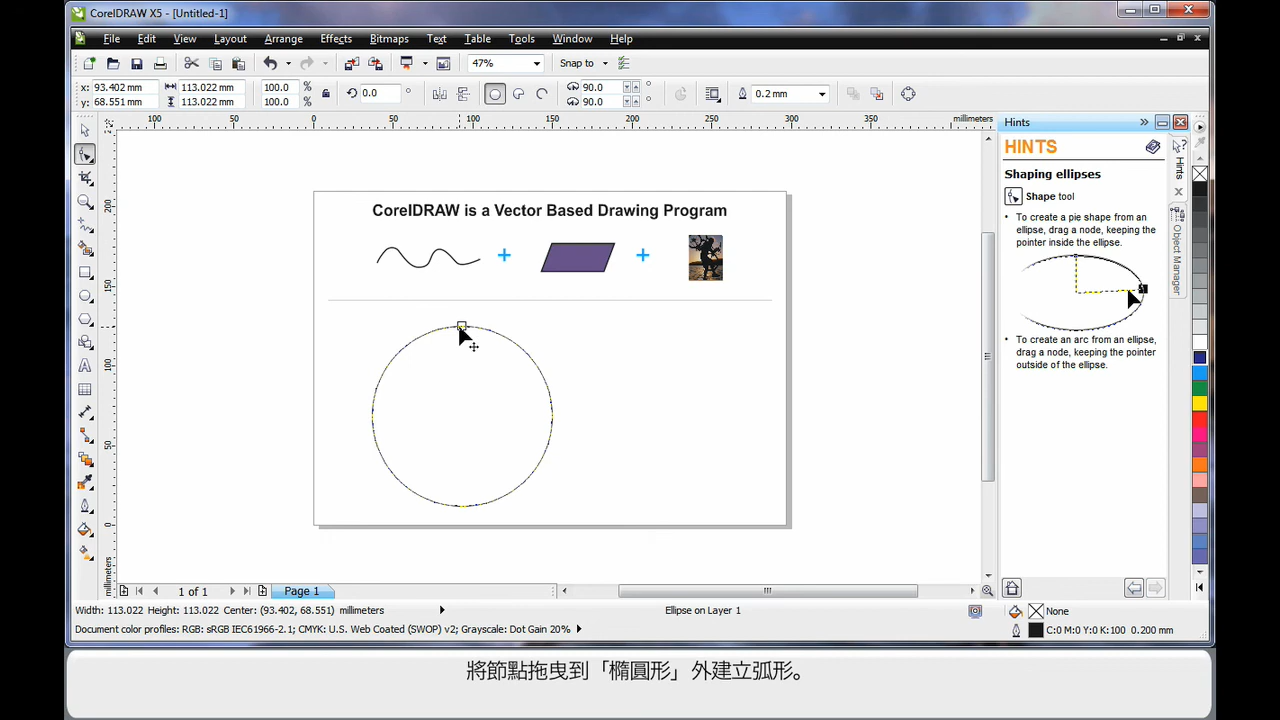 CorelDRAW X5 - [Untitled-1]
File Edit View Layout Arrange Effects Bitmaps Text Table Tools Window Help
47% Snap to
x: 93.402 mm 113.022 mm 100.0 % 0.0 ° 90.0 ° 0.2 mm
y: 68.551 mm 113.022 mm 100.0 % 90.0 °
100 50 0 50 100 150 200 250 300 350 millimeters
Hints
HINTS
Shaping ellipses
Shape tool
• To create a pie shape from an
ellipse, drag a node, keeping the
pointer inside the ellipse.
• To create an arc from an ellipse,
drag a node, keeping the pointer
outside of the ellipse.
Hints
Object Manager
200
150
100
50
0
millimeters
CorelDRAW is a Vector Based Drawing Program
+ +
1 of 1 Page 1
Width: 113.022 Height: 113.022 Center: (93.402, 68.551) millimeters Ellipse on Layer 1 None
Document color profiles: RGB: sRGB IEC61966-2.1; CMYK: U.S. Web Coated (SWOP) v2; Grayscale: Dot Gain 20% C:0 M:0 Y:0 K:100 0.200 mm
將節點拖曳到「橢圓形」外建立弧形。